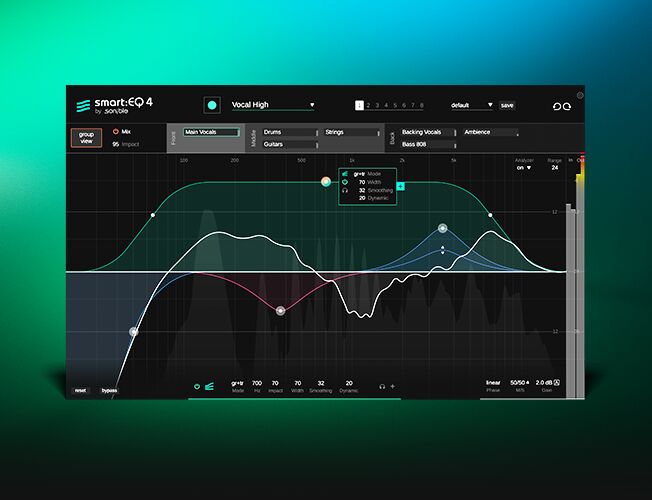 smart:EQ 4
by sonible
Vocal High
1 2 3 4 5 6 7 8
default
save
group view
Mix
95 Impact
Front
Main Vocals
Middle
Drums
Strings
Guitars
Back
Backing Vocals
Ambience
Bass 808
100 200 500 1k 2k 5k
Analyzer
on
Range
24
In Out
gr+tr Mode
70 Width
32 Smoothing
20 Dynamic
12
12
reset
bypass
gr+tr 700 70 70 32 20
Mode Hz Impact Width Smoothing Dynamic
linear 50/50 2.0 dB A
Phase M/S Gain